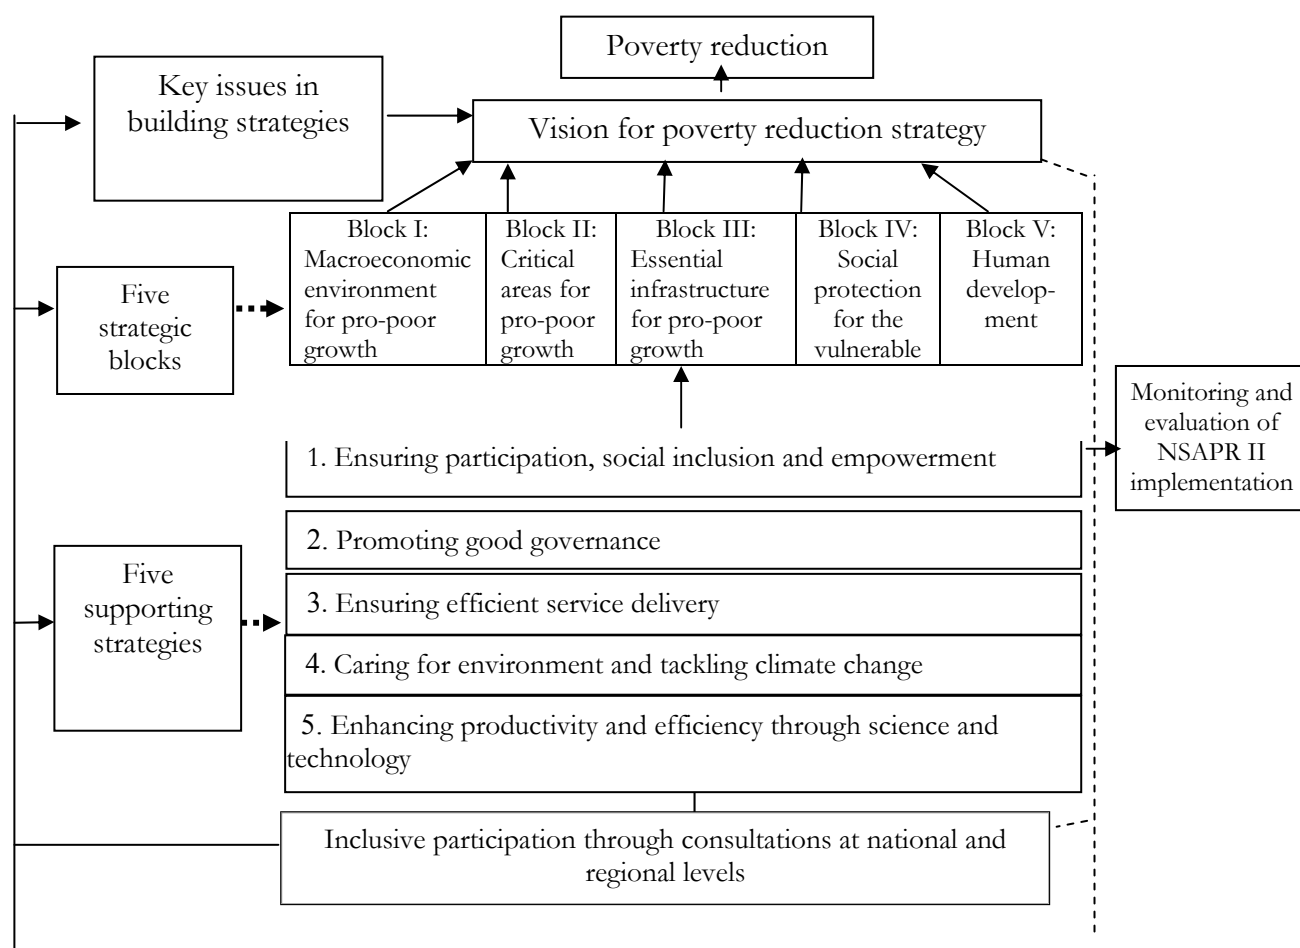 Poverty reduction
Key issues in
building strategies
Vision for poverty reduction strategy
Block I:
Macroeconomic
environment
for pro-poor
growth
Block II:
Critical
areas for
pro-poor
growth
Block III:
Essential
infrastructure
for pro-poor
growth
Block IV:
Social
protection
for the
vulnerable
Block V:
Human
develop-
ment
Five
strategic
blocks
Monitoring and
evaluation of
NSAPR II
implementation
1. Ensuring participation, social inclusion and empowerment
2. Promoting good governance
Five
supporting
strategies
3. Ensuring efficient service delivery
4. Caring for environment and tackling climate change
5. Enhancing productivity and efficiency through science and
technology
Inclusive participation through consultations at national and
regional levels